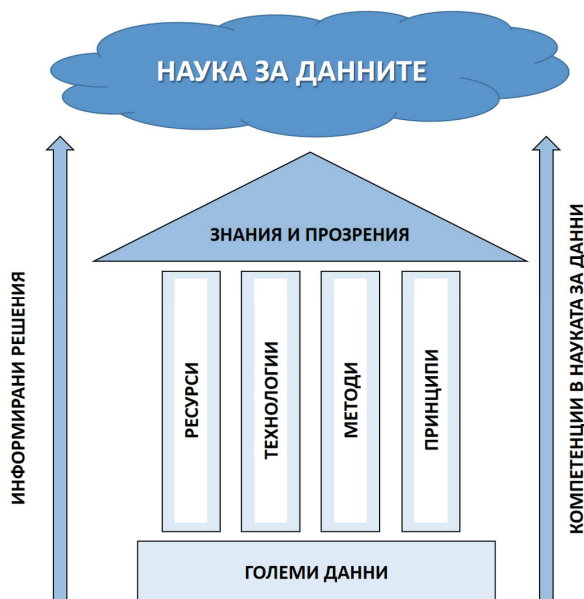 НАУКА ЗА ДАННИТЕ
ЗНАНИЯ И ПРОЗРЕНИЯ
ИНФОРМИРАНИ РЕШЕНИЯ
РЕСУРСИ
ТЕХНОЛОГИИ
МЕТОДИ
ПРИНЦИПИ
КОМПЕТЕНЦИИ В НАУКАТА ЗА ДАННИ
ГОЛЕМИ ДАННИ